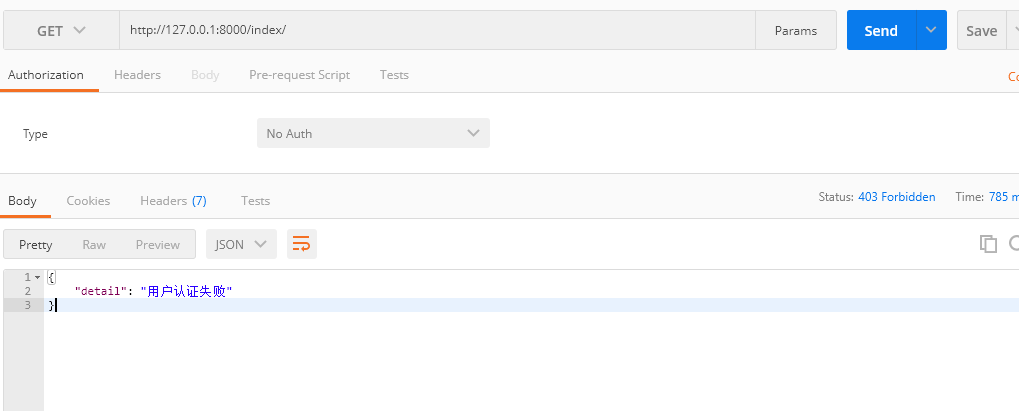 GET http://127.0.0.1:8000/index/ Params Send Save
Authorization Headers Body Pre-request Script Tests Co
Type No Auth
Body Cookies Headers (7) Tests Status: 403 Forbidden Time: 785 m
Pretty Raw Preview JSON
1 {
2 "detail": "用户认证失败"
3 }